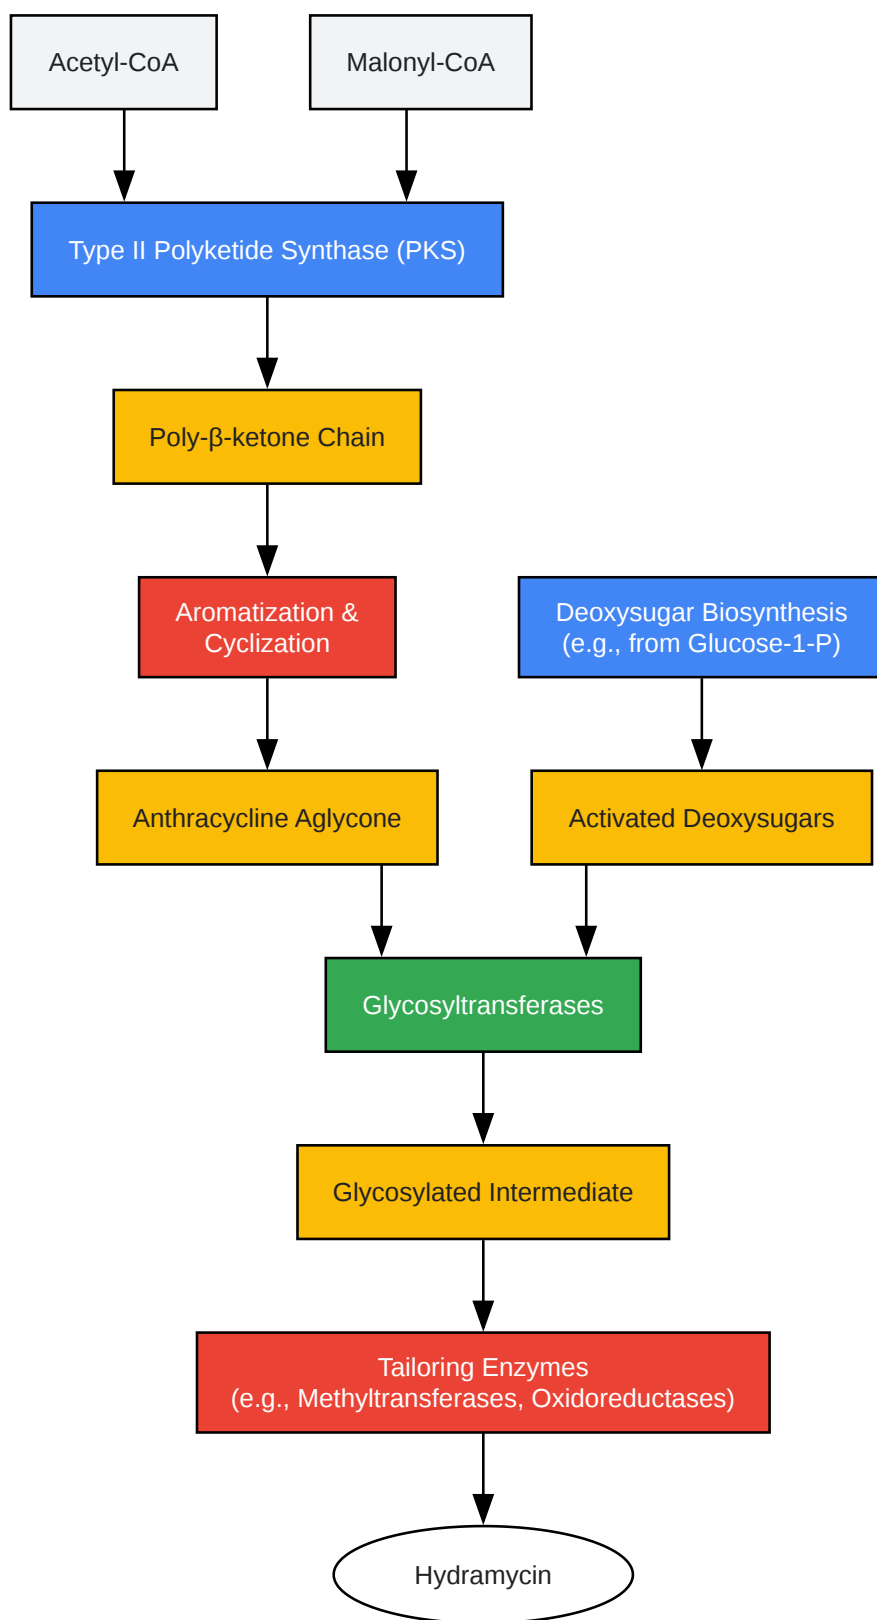 Acetyl-CoA
Malonyl-CoA
Type II Polyketide Synthase (PKS)
Poly-β-ketone Chain
Aromatization &
Cyclization
Deoxysugar Biosynthesis
(e.g., from Glucose-1-P)
Anthracycline Aglycone
Activated Deoxysugars
Glycosyltransferases
Glycosylated Intermediate
Tailoring Enzymes
(e.g., Methyltransferases, Oxidoreductases)
Hydramycin